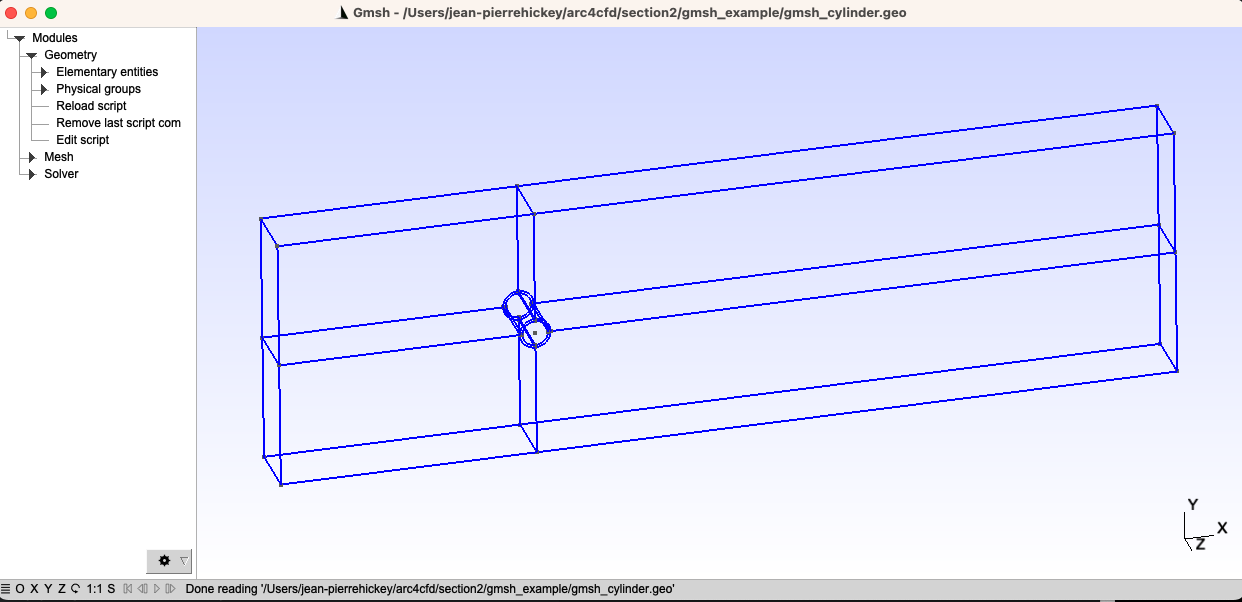 Gmsh - /Users/jean-pierrehickey/arc4cfd/section2/gmsh_example/gmsh_cylinder.geo
Modules
Geometry
Elementary entities
Physical groups
Reload script
Remove last script com
Edit script
Mesh
Solver
Y
X
Z
O X Y Z 1:1 S Done reading '/Users/jean-pierrehickey/arc4cfd/section2/gmsh_example/gmsh_cylinder.geo'